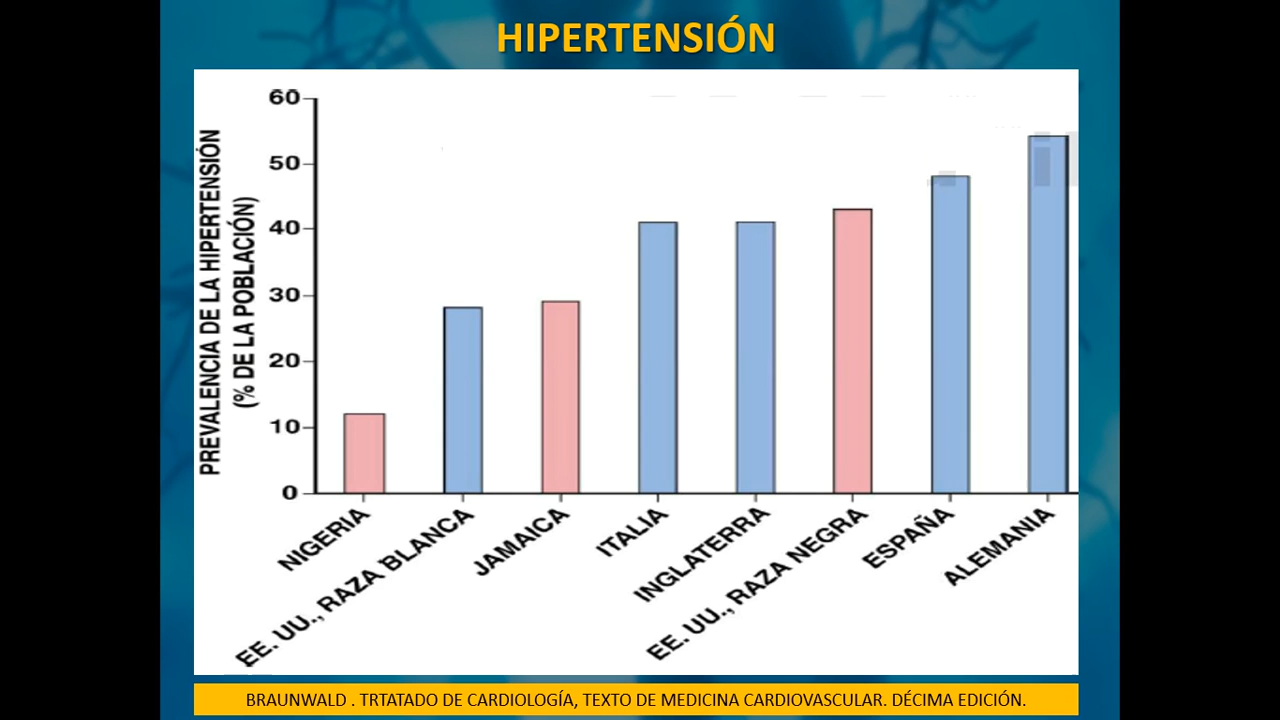 HIPERTENSIÓN
PREVALENCIA DE LA HIPERTENSIÓN
(% DE LA POBLACIÓN)
60
50
40
30
20
10
0
NIGERIA
EE. UU., RAZA BLANCA
JAMAICA
ITALIA
INGLATERRA
EE. UU., RAZA NEGRA
ESPAÑA
ALEMANIA
BRAUNWALD . TRTATADO DE CARDIOLOGÍA, TEXTO DE MEDICINA CARDIOVASCULAR. DÉCIMA EDICIÓN.